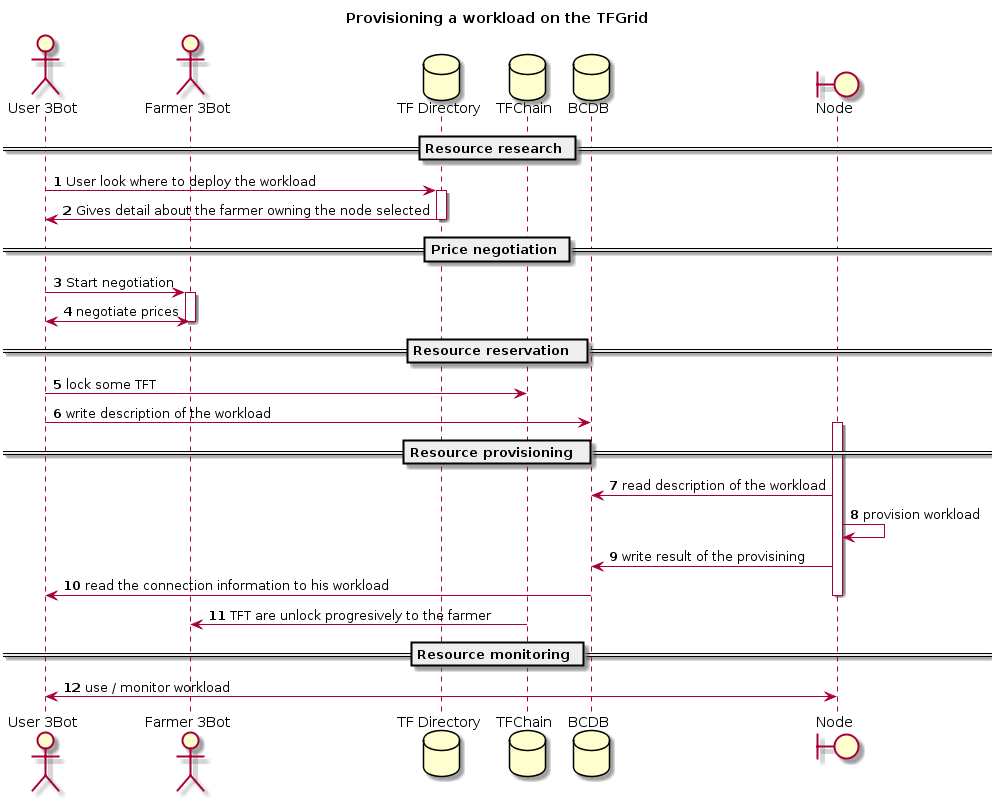 Provisioning a workload on the TFGrid
User 3Bot
Farmer 3Bot
TF Directory
TFChain
BCDB
Node
Resource research
1 User look where to deploy the workload
2 Gives detail about the farmer owning the node selected
Price negotiation
3 Start negotiation
4 negotiate prices
Resource reservation
5 lock some TFT
6 write description of the workload
Resource provisioning
7 read description of the workload
8 provision workload
9 write result of the provisining
10 read the connection information to his workload
11 TFT are unlock progresively to the farmer
Resource monitoring
12 use / monitor workload
User 3Bot
Farmer 3Bot
TF Directory
TFChain
BCDB
Node